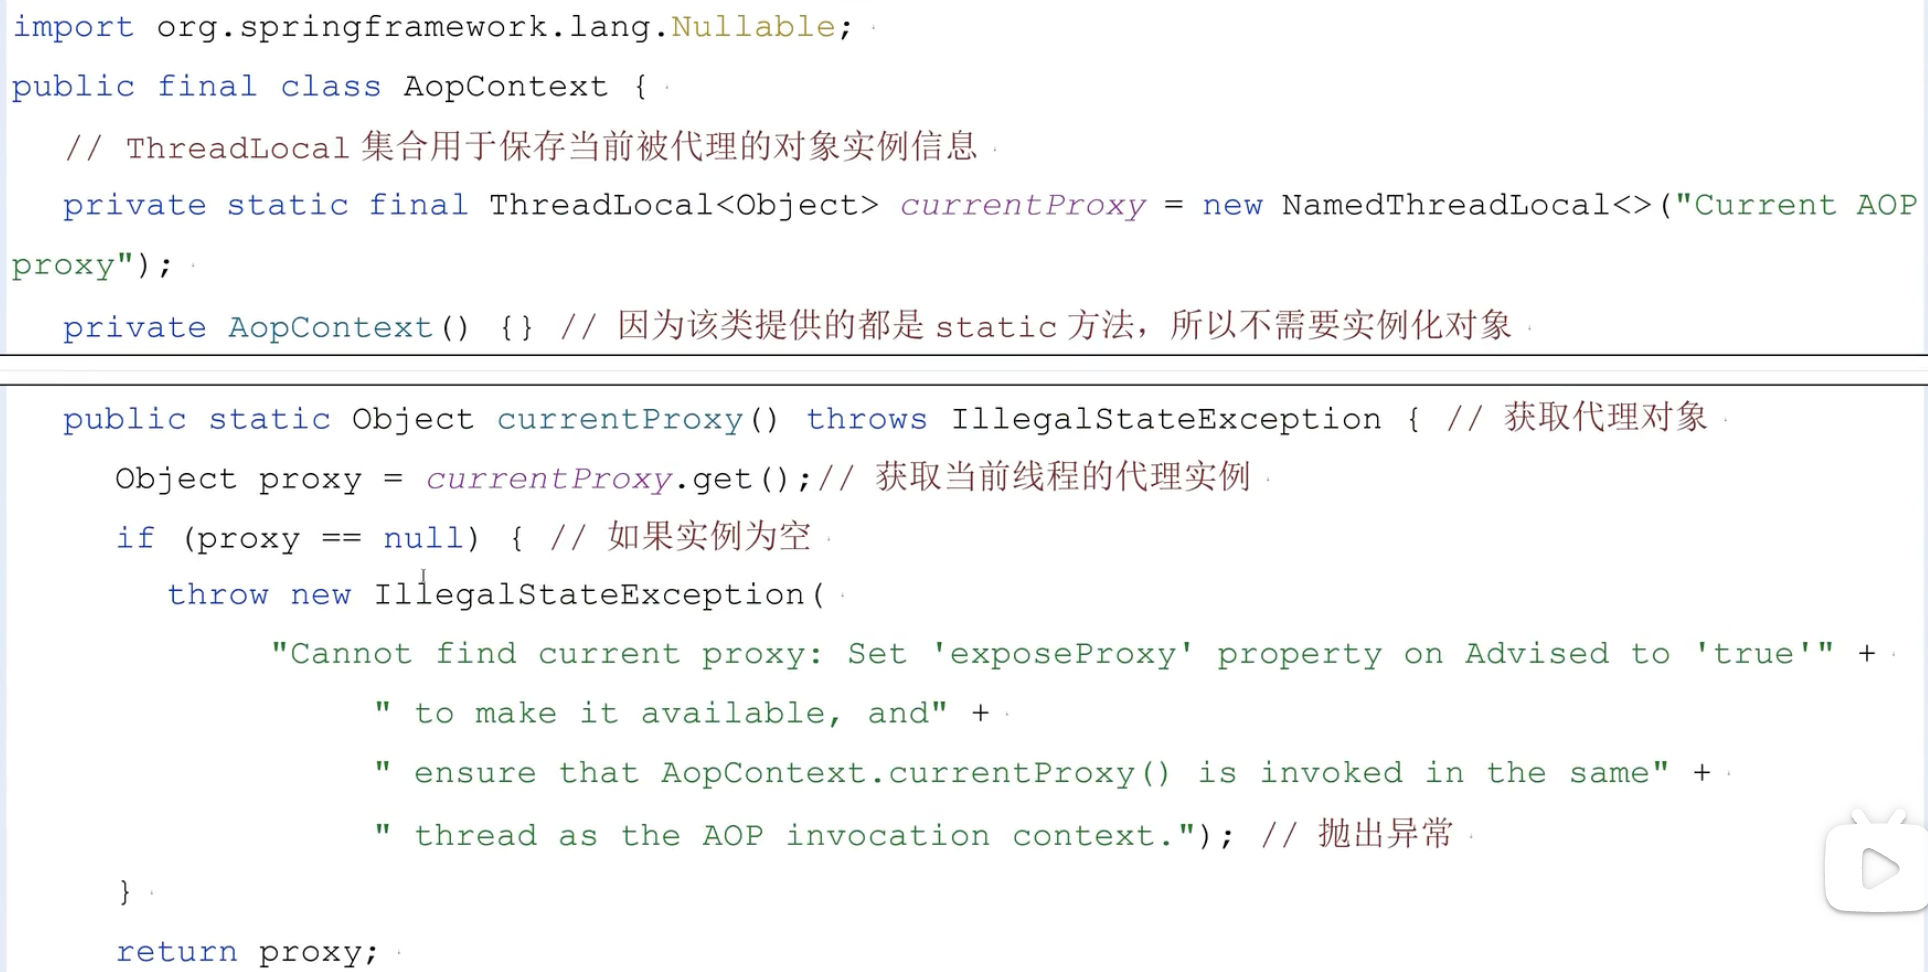 import org.springframework.lang.Nullable;
public final class AopContext {
// ThreadLocal 集合用于保存当前被代理的对象实例信息
private static final ThreadLocal<Object> currentProxy = new NamedThreadLocal<>("Current AOP
proxy");
private AopContext() {} // 因为该类提供的都是 static 方法，所以不需要实例化对象
public static Object currentProxy() throws IllegalStateException { // 获取代理对象
Object proxy = currentProxy.get();// 获取当前线程的代理实例
if (proxy == null) { // 如果实例为空
throw new IllegalStateException(
"Cannot find current proxy: Set 'exposeProxy' property on Advised to 'true'" +
" to make it available, and" +
" ensure that AopContext.currentProxy() is invoked in the same" +
" thread as the AOP invocation context."); // 抛出异常
}
return proxy;